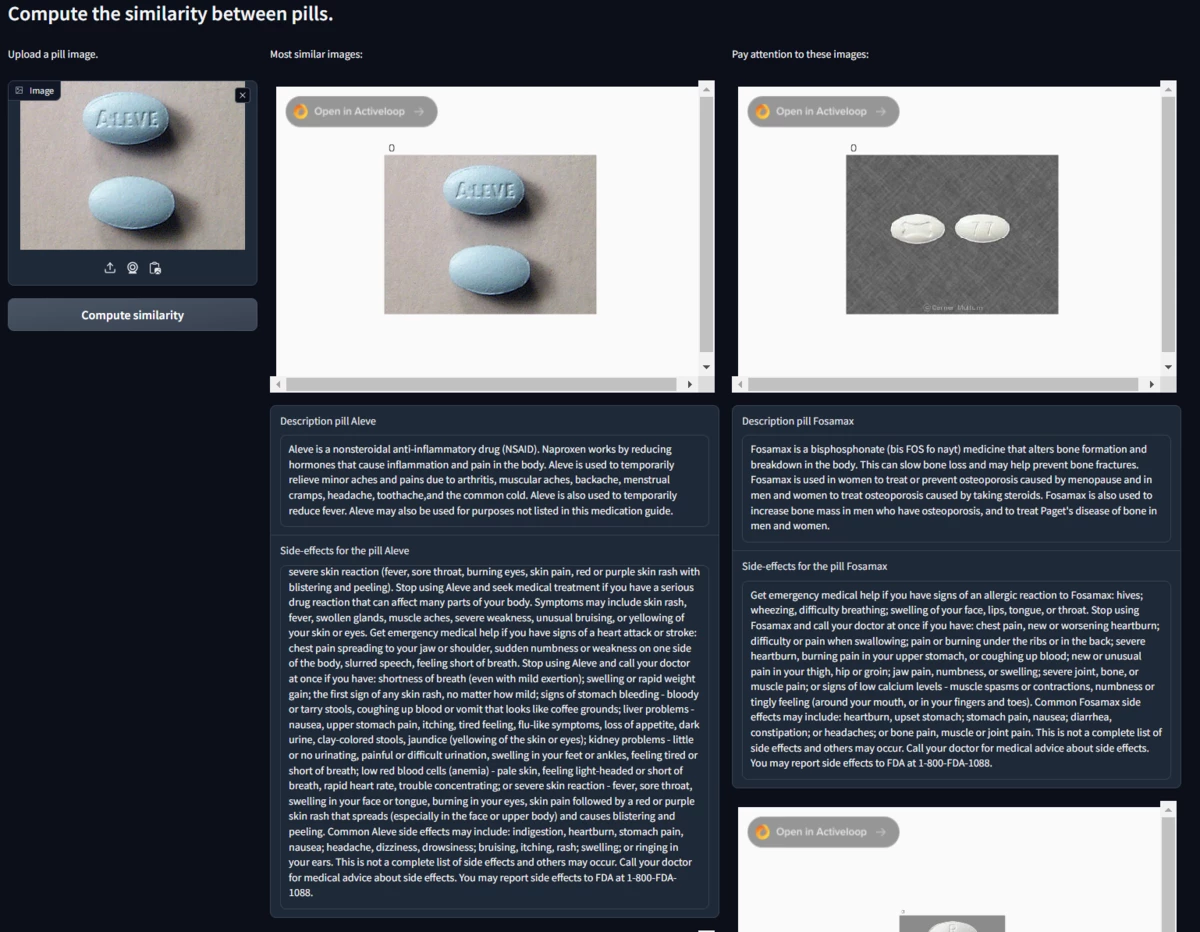 Compute the similarity between pills.
Upload a pill image.
Image
ALEVE
Compute similarity
Most similar images:
Open in Activeloop
0
ALEVE
Description pill Aleve
Aleve is a nonsteroidal anti-inflammatory drug (NSAID). Naproxen works by reducing
hormones that cause inflammation and pain in the body. Aleve is used to temporarily
relieve minor aches and pains due to arthritis, muscular aches, backache, menstrual
cramps, headache, toothache,and the common cold. Aleve is also used to temporarily
reduce fever. Aleve may also be used for purposes not listed in this medication guide.
Side-effects for the pill Aleve
severe skin reaction (fever, sore throat, burning eyes, skin pain, red or purple skin rash with
blistering and peeling). Stop using Aleve and seek medical treatment if you have a serious
drug reaction that can affect many parts of your body. Symptoms may include skin rash,
fever, swollen glands, muscle aches, severe weakness, unusual bruising, or yellowing of
your skin or eyes. Get emergency medical help if you have signs of a heart attack or stroke:
chest pain spreading to your jaw or shoulder, sudden numbness or weakness on one side
of the body, slurred speech, feeling short of breath. Stop using Aleve and call your doctor
at once if you have: shortness of breath (even with mild exertion); swelling or rapid weight
gain; the first sign of any skin rash, no matter how mild; signs of stomach bleeding - bloody
or tarry stools, coughing up blood or vomit that looks like coffee grounds; liver problems -
nausea, upper stomach pain, itching, tired feeling, flu-like symptoms, loss of appetite, dark
urine, clay-colored stools, jaundice (yellowing of the skin or eyes); kidney problems - little
or no urinating, painful or difficult urination, swelling in your feet or ankles, feeling tired or
short of breath; low red blood cells (anemia) - pale skin, feeling light-headed or short of
breath, rapid heart rate, trouble concentrating; or severe skin reaction - fever, sore throat,
swelling in your face or tongue, burning in your eyes, skin pain followed by a red or purple
skin rash that spreads (especially in the face or upper body) and causes blistering and
peeling. Common Aleve side effects may include: indigestion, heartburn, stomach pain,
nausea; headache, dizziness, drowsiness; bruising, itching, rash; swelling; or ringing in
your ears. This is not a complete list of side effects and others may occur. Call your doctor
for medical advice about side effects. You may report side effects to FDA at 1-800-FDA-
1088.
Pay attention to these images:
Open in Activeloop
0
77
Description pill Fosamax
Fosamax is a bisphosphonate (bis FOS fo nayt) medicine that alters bone formation and
breakdown in the body. This can slow bone loss and may help prevent bone fractures.
Fosamax is used in women to treat or prevent osteoporosis caused by menopause and in
men and women to treat osteoporosis caused by taking steroids. Fosamax is also used to
increase bone mass in men who have osteoporosis, and to treat Paget's disease of bone in
men and women.
Side-effects for the pill Fosamax
Get emergency medical help if you have signs of an allergic reaction to Fosamax: hives;
wheezing, difficulty breathing; swelling of your face, lips, tongue, or throat. Stop using
Fosamax and call your doctor at once if you have: chest pain, new or worsening heartburn;
difficulty or pain when swallowing; pain or burning under the ribs or in the back; severe
heartburn, burning pain in your upper stomach, or coughing up blood; new or unusual
pain in your thigh, hip or groin; jaw pain, numbness, or swelling; severe joint, bone, or
muscle pain; or signs of low calcium levels - muscle spasms or contractions, numbness or
tingly feeling (around your mouth, or in your fingers and toes). Common Fosamax side
effects may include: heartburn, upset stomach; stomach pain, nausea; diarrhea,
constipation; or headaches; or bone pain, muscle or joint pain. This is not a complete list of
side effects and others may occur. Call your doctor for medical advice about side effects.
You may report side effects to FDA at 1-800-FDA-1088.
Open in Activeloop